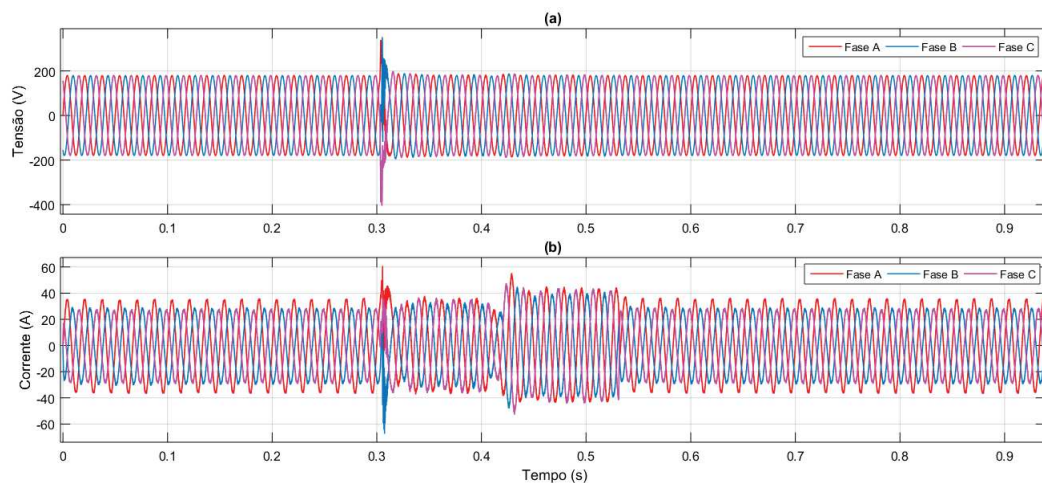 (a)
Fase A Fase B Fase C
Tensão (V)
200
0
-200
-400
0 0.1 0.2 0.3 0.4 0.5 0.6 0.7 0.8 0.9
(b)
Fase A Fase B Fase C
Corrente (A)
60
40
20
0
-20
-40
-60
0 0.1 0.2 0.3 0.4 0.5 0.6 0.7 0.8 0.9
Tempo (s)